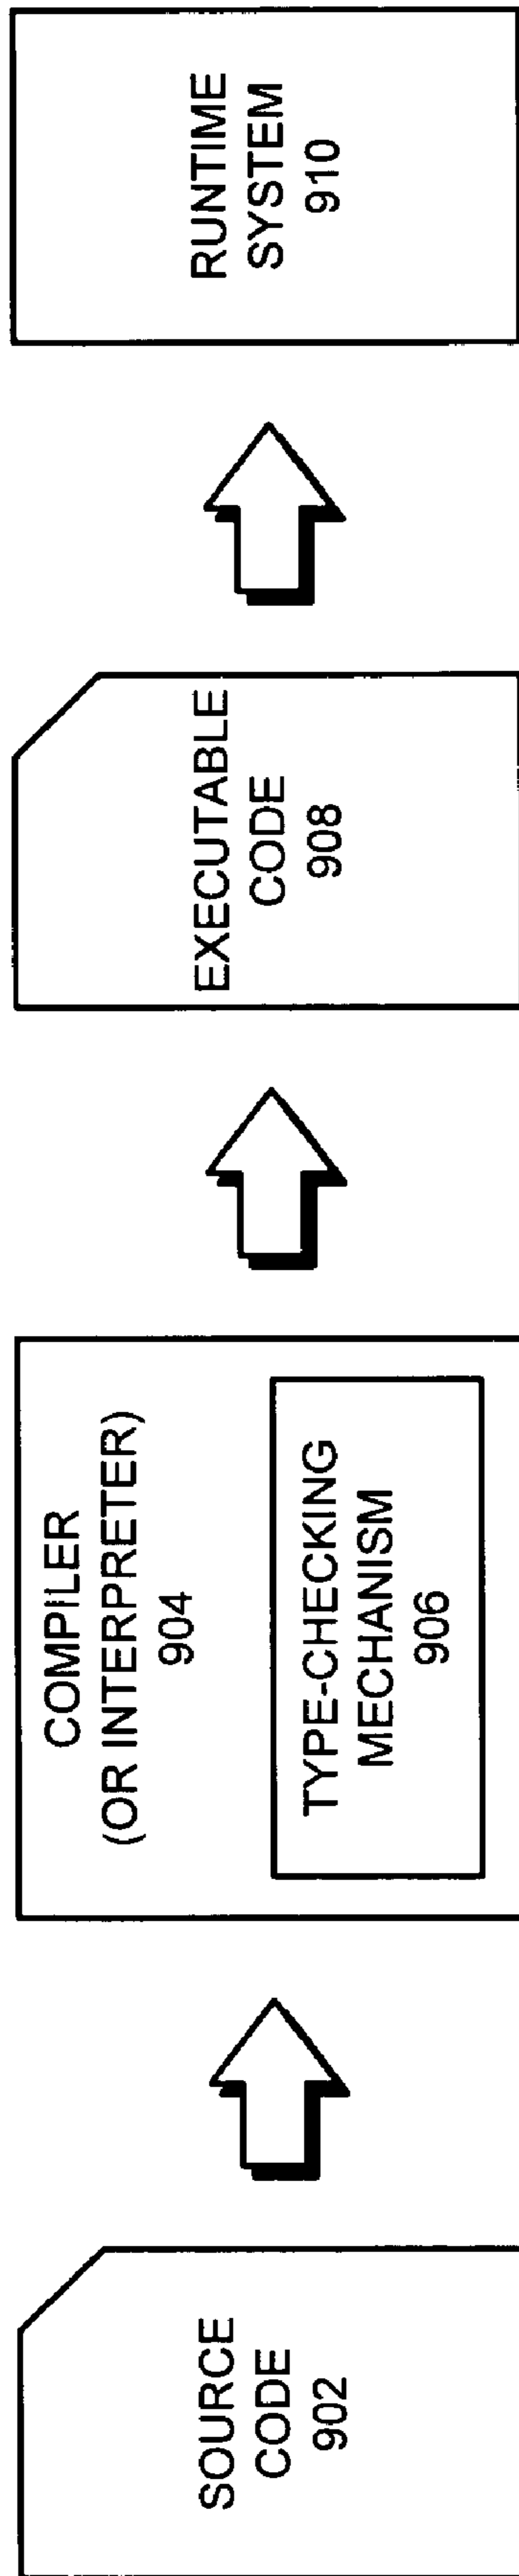 SOURCE
CODE
902
COMPILER
(OR INTERPRETER)
904
TYPE-CHECKING
MECHANISM
906
EXECUTABLE
CODE
908
RUNTIME
SYSTEM
910